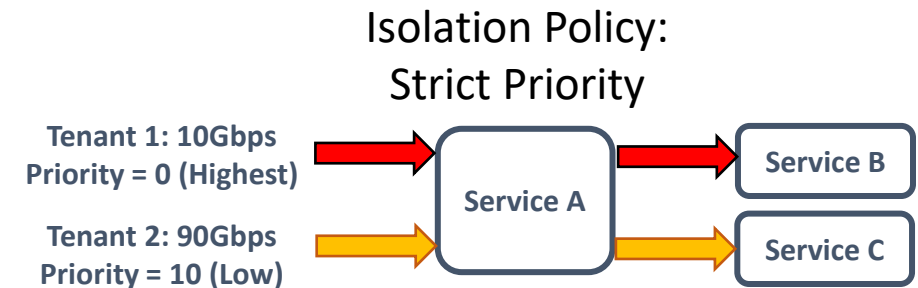 Isolation Policy:
Strict Priority
Tenant 1: 10Gbps
Priority = 0 (Highest)
Service A
Service B
Tenant 2: 90Gbps
Priority = 10 (Low)
Service C